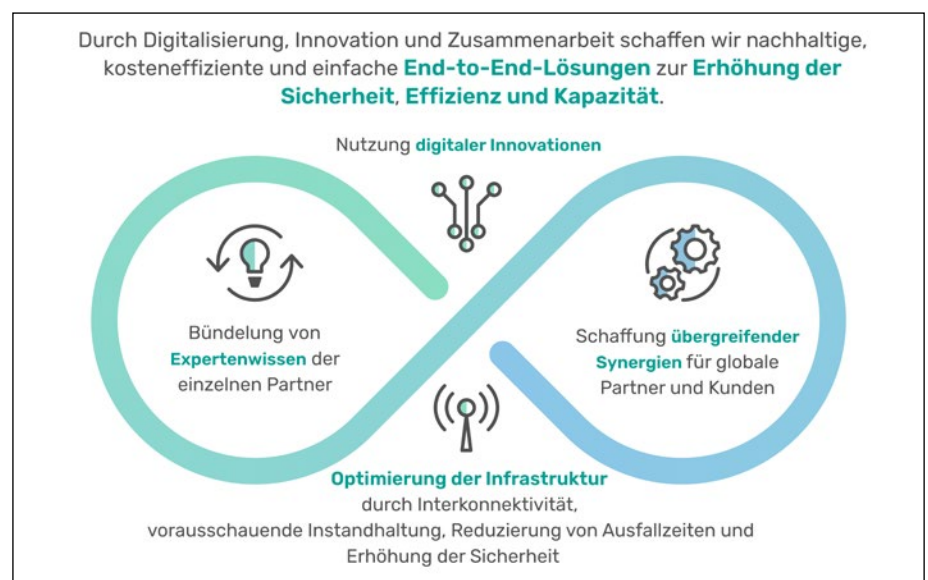 Durch Digitalisierung, Innovation und Zusammenarbeit schaffen wir nachhaltige,
kosteneffiziente und einfache End-to-End-Lösungen zur Erhöhung der
Sicherheit, Effizienz und Kapazität.
Nutzung digitaler Innovationen
Bündelung von
Expertenwissen der
einzelnen Partner
Schaffung übergreifender
Synergien für globale
Partner und Kunden
Optimierung der Infrastruktur
durch Interkonnektivität,
vorausschauende Instandhaltung, Reduzierung von Ausfallzeiten und
Erhöhung der Sicherheit